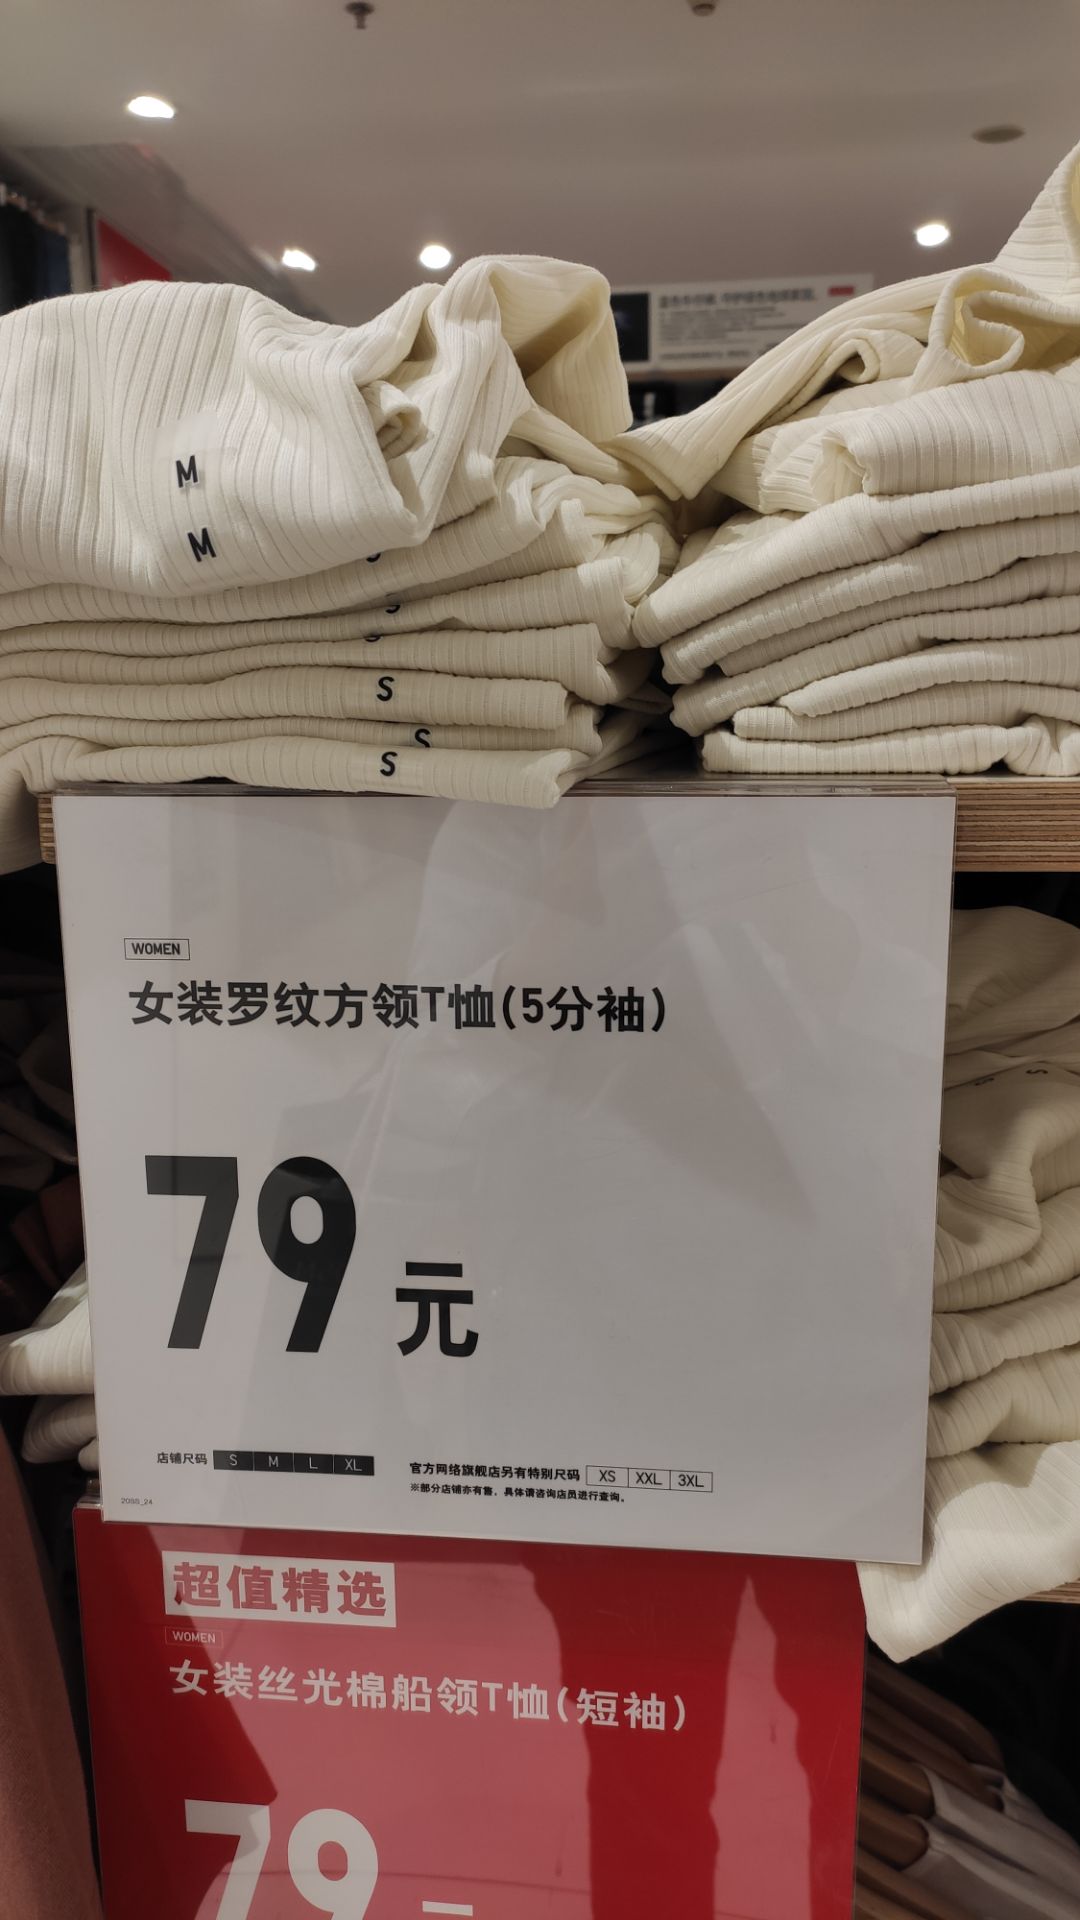 M
M
S
S
S
WOMEN
女装罗纹方领T恤(5分袖)
79元
店铺尺码 S M L XL
官方网络旗舰店另有特别尺码 XS XXL 3XL
※部分店铺亦有售，具体请咨询店员进行查询。
20SS_24
超值精选
WOMEN
女装丝光棉船领T恤(短袖)
79